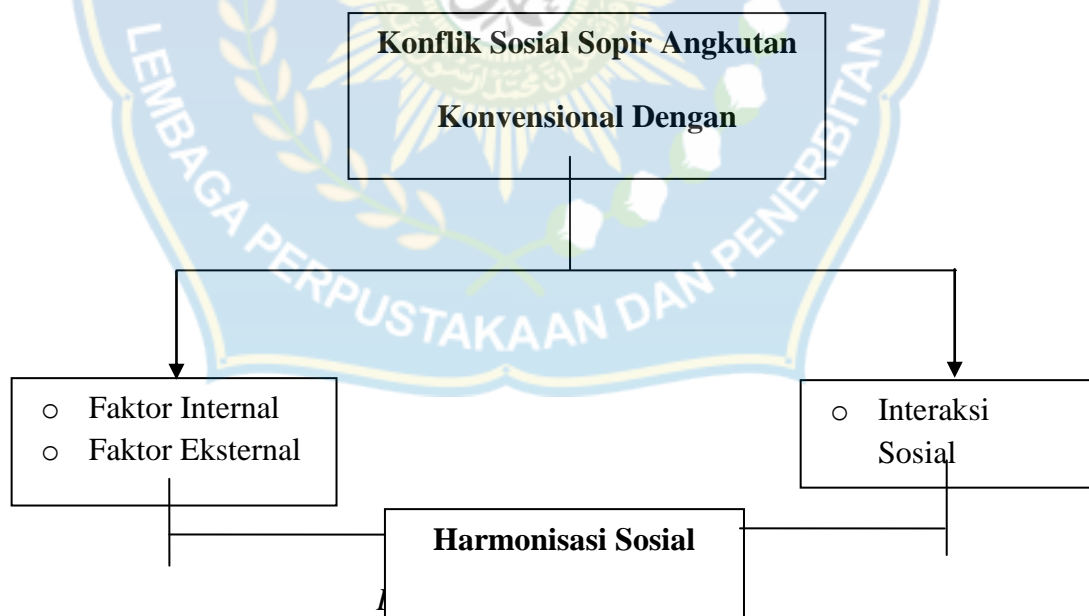 Konflik Sosial Sopir Angkutan
Konvensional Dengan
LEMBAGA PERPUSTAKAAN DAN PENERBITAN
o Faktor Internal
o Faktor Eksternal
o Interaksi
Sosial
Harmonisasi Sosial